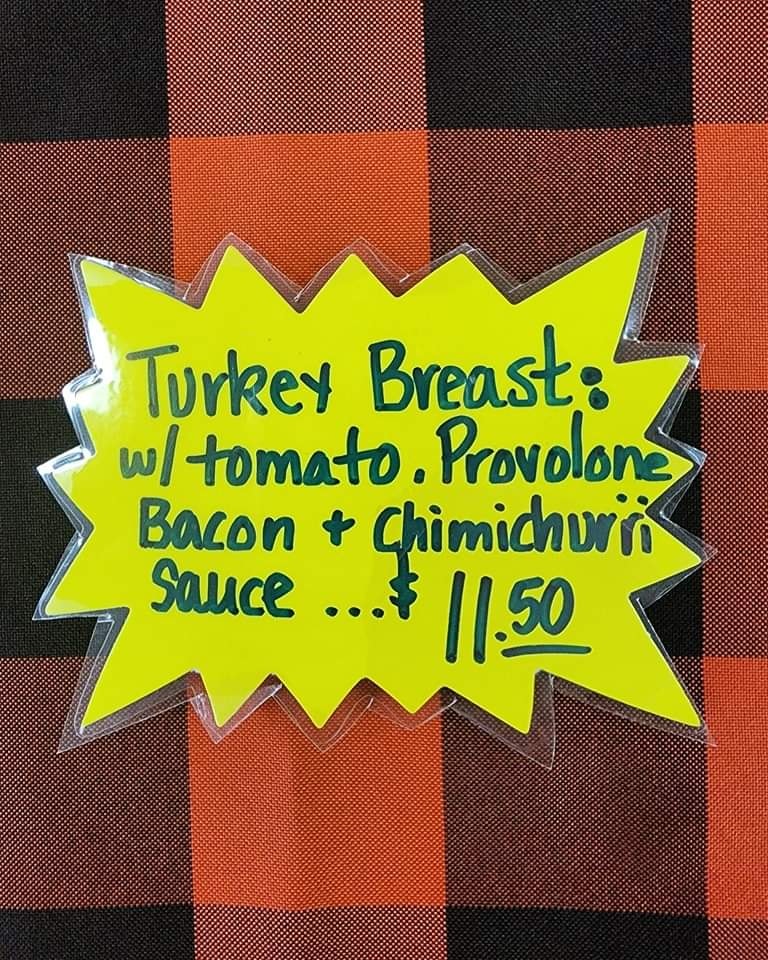 Turkey Breast:
w/ tomato, Provolone
Bacon + Chimichurri
Sauce ...$ 11.50